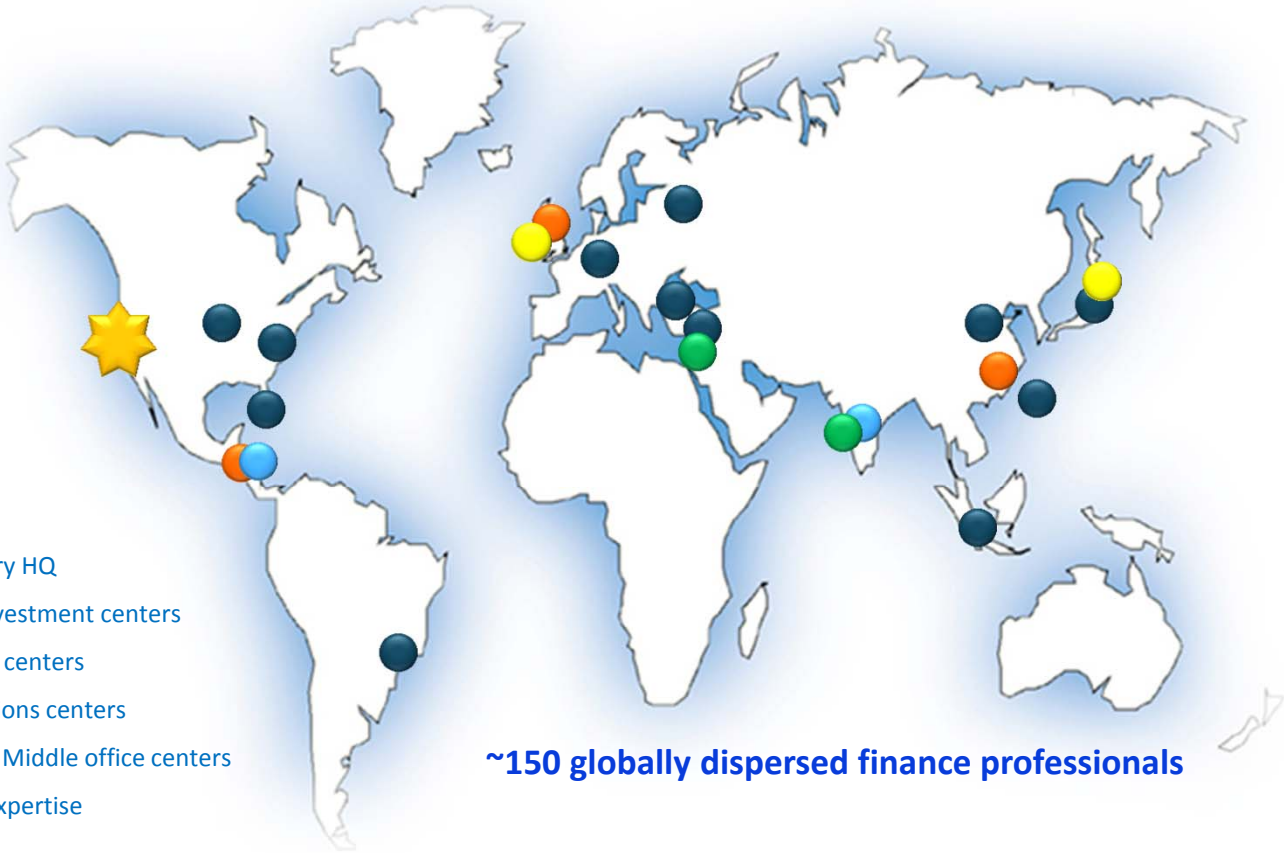 ry HQ
vestment centers
centers
ons centers
Middle office centers
xpertise
~150 globally dispersed finance professionals